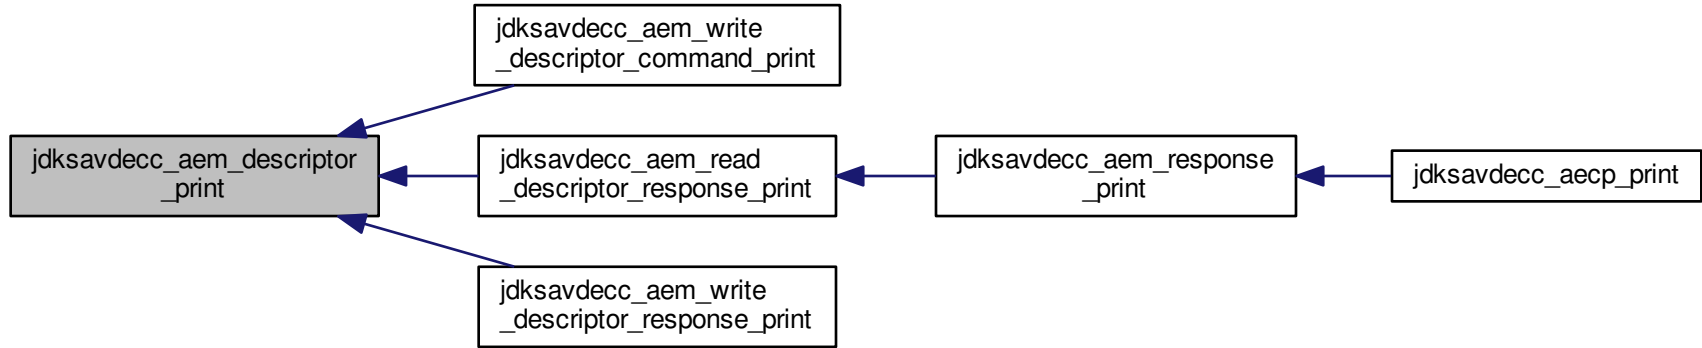 jdksavdecc_aem_write
_descriptor_command_print
jdksavdecc_aem_descriptor
_print
jdksavdecc_aem_read
_descriptor_response_print
jdksavdecc_aem_response
_print
jdksavdecc_aecp_print
jdksavdecc_aem_write
_descriptor_response_print